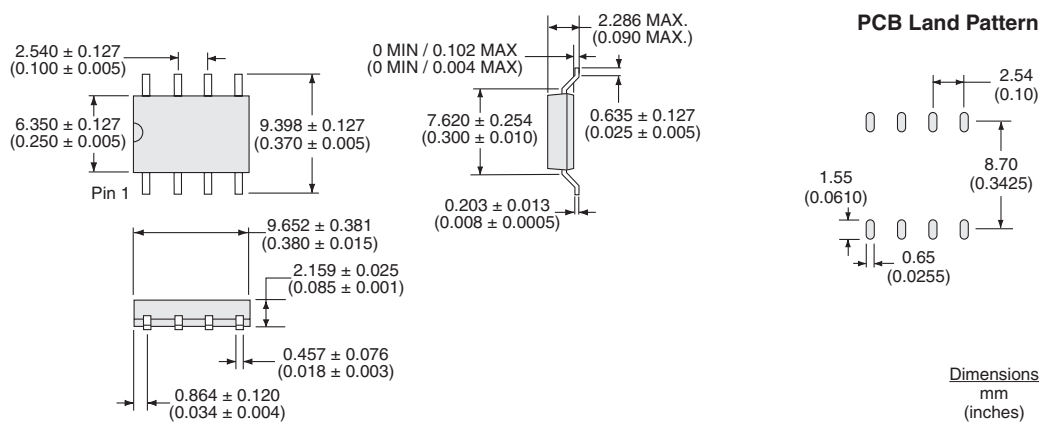 2.540 ± 0.127
(0.100 ± 0.005)
6.350 ± 0.127
(0.250 ± 0.005)
9.398 ± 0.127
(0.370 ± 0.005)
Pin 1
2.286 MAX.
(0.090 MAX.)
0 MIN / 0.102 MAX
(0 MIN / 0.004 MAX)
0.635 ± 0.127
(0.025 ± 0.005)
7.620 ± 0.254
(0.300 ± 0.010)
0.203 ± 0.013
(0.008 ± 0.0005)
9.652 ± 0.381
(0.380 ± 0.015)
2.159 ± 0.025
(0.085 ± 0.001)
0.457 ± 0.076
(0.018 ± 0.003)
0.864 ± 0.120
(0.034 ± 0.004)
PCB Land Pattern
2.54
(0.10)
8.70
(0.3425)
1.55
(0.0610)
0.65
(0.0255)
Dimensions
mm
(inches)